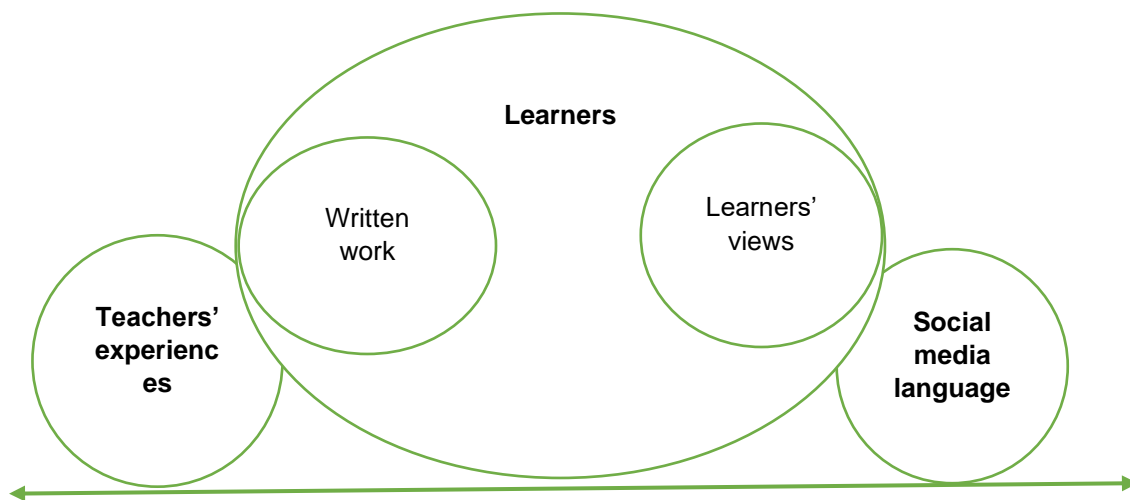 Learners
Written
work
Learners’
views
Teachers’
experienc
es
Social
media
language